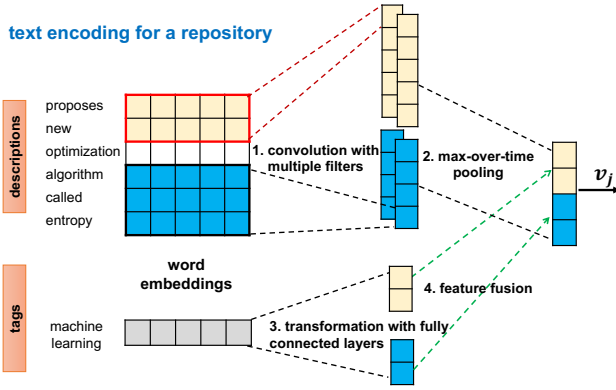 text encoding for a repository
descriptions
proposes
new
optimization
algorithm
called
entropy
1. convolution with
multiple filters
2. max-over-time
pooling
v_j
word
embeddings
tags
machine
learning
3. transformation with fully
connected layers
4. feature fusion